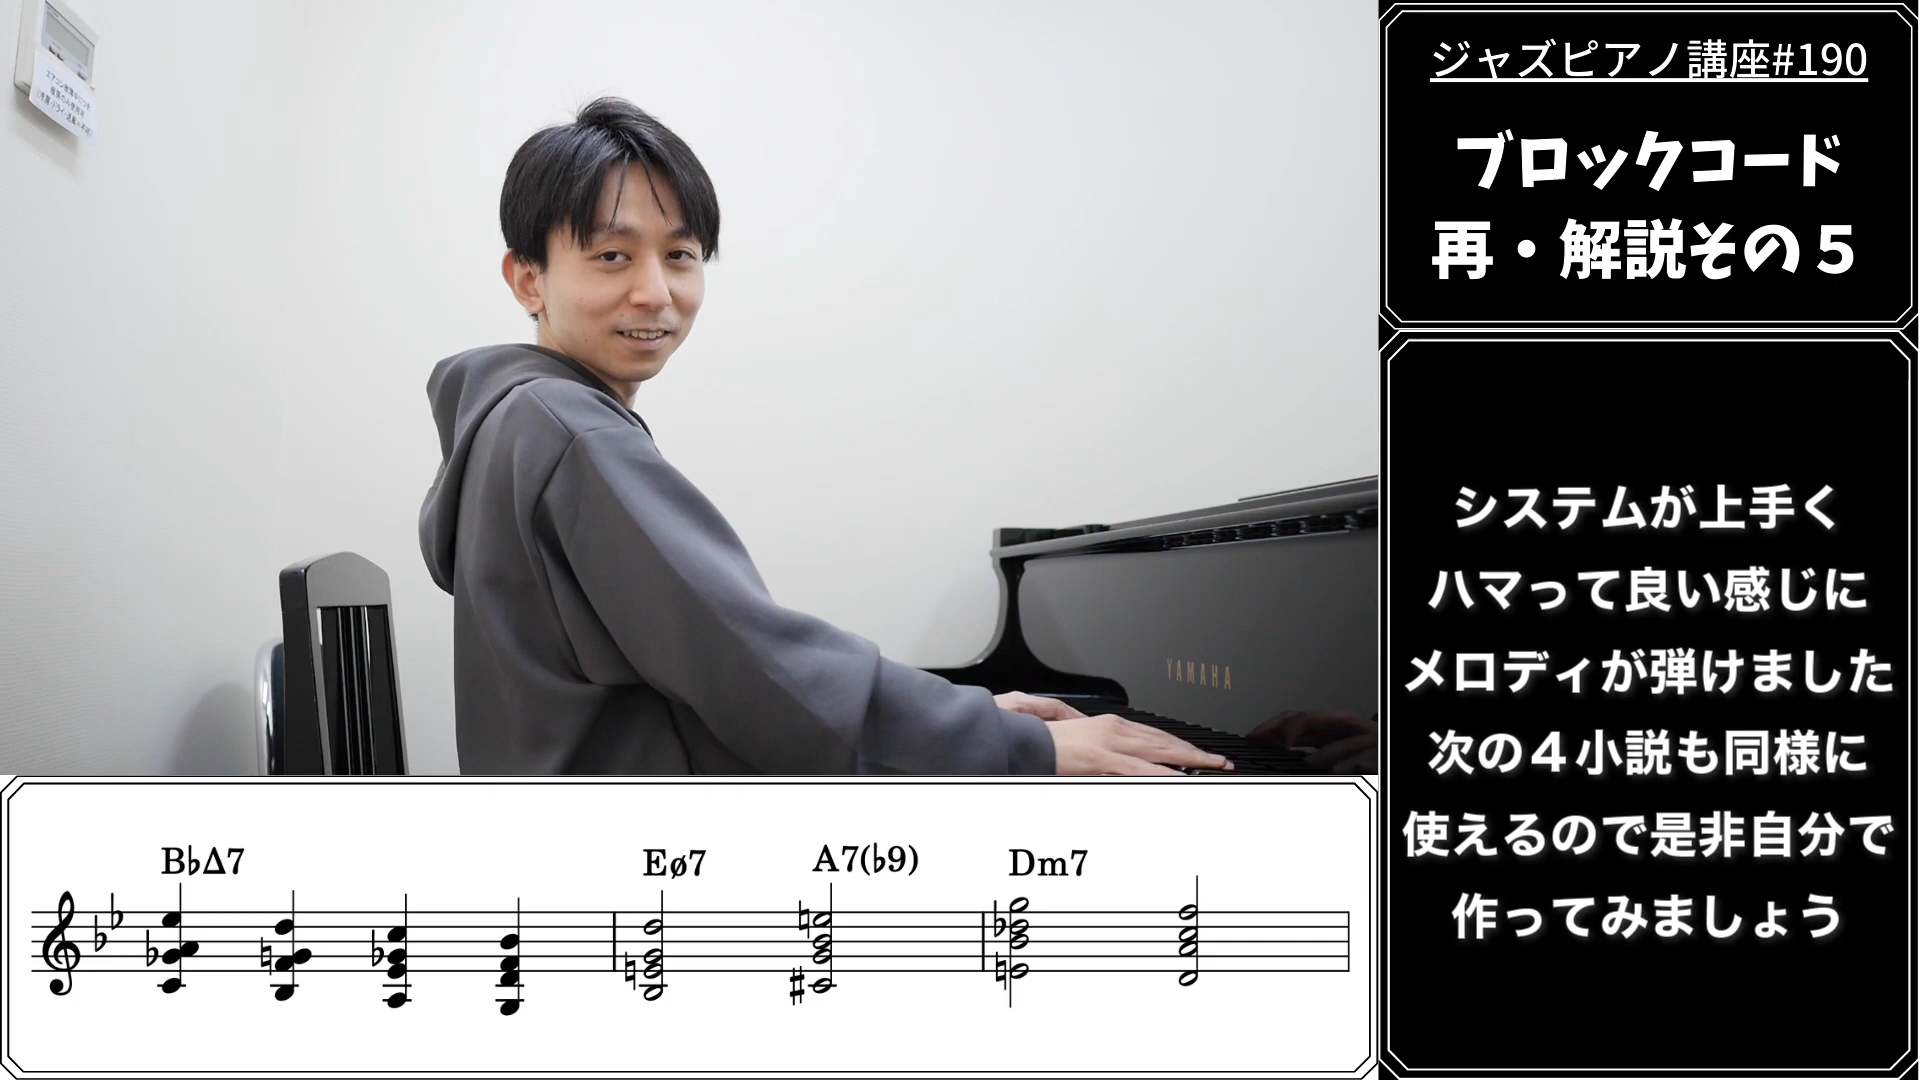 ジャズピアノ講座#190
ブロックコード
再・解説その５
システムが上手く
ハマって良い感じに
メロディが弾けました
次の４小説も同様に
使えるので是非自分で
作ってみましょう
YAMAHA
B♭Δ7 Eø7 A7(♭9) Dm7